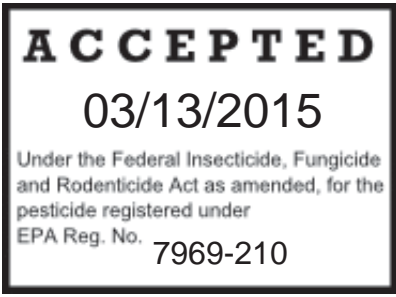 ACCEPTED
03/13/2015
Under the Federal Insecticide, Fungicide
and Rodenticide Act as amended, for the
pesticide registered under
EPA Reg. No. 7969-210